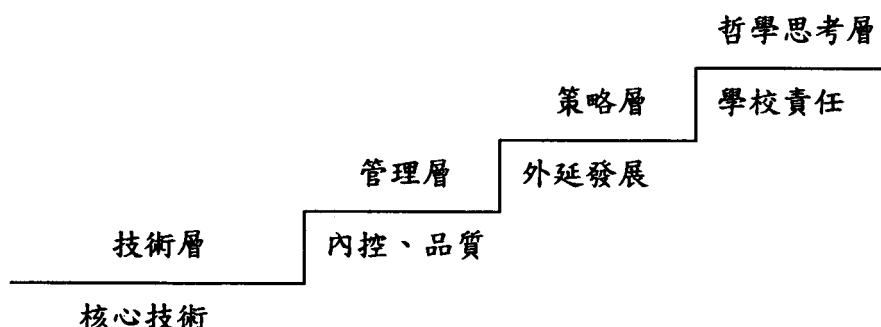 哲學思考層
策略層
學校責任
管理層
外延發展
技術層
內控、品質
核心技術